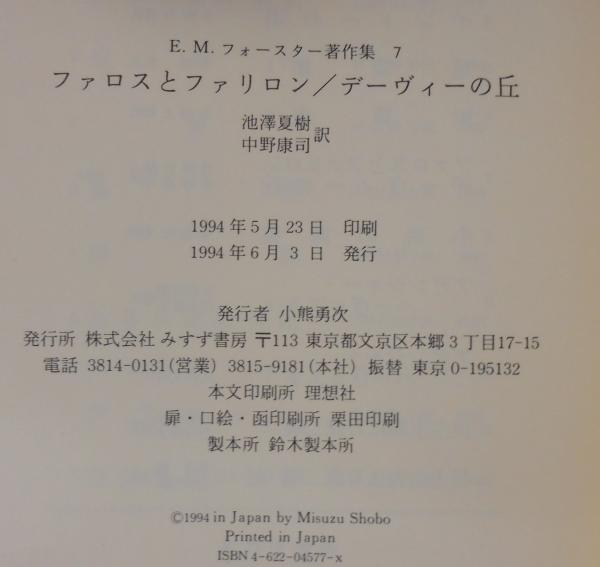 E. M. フォースター著作集 7
ファロスとファリロン／デーヴィーの丘
池澤夏樹
中野康司 訳
1994年5月23日 印刷
1994年6月3日 発行
発行者 小熊勇次
発行所 株式会社 みすず書房 〒113 東京都文京区本郷3丁目17-15
電話 3814-0131(営業) 3815-9181(本社) 振替 東京0-195132
本文印刷所 理想社
扉・口絵・函印刷所 栗田印刷
製本所 鈴木製本所
©1994 in Japan by Misuzu Shobo
Printed in Japan
ISBN 4-622-04577-x